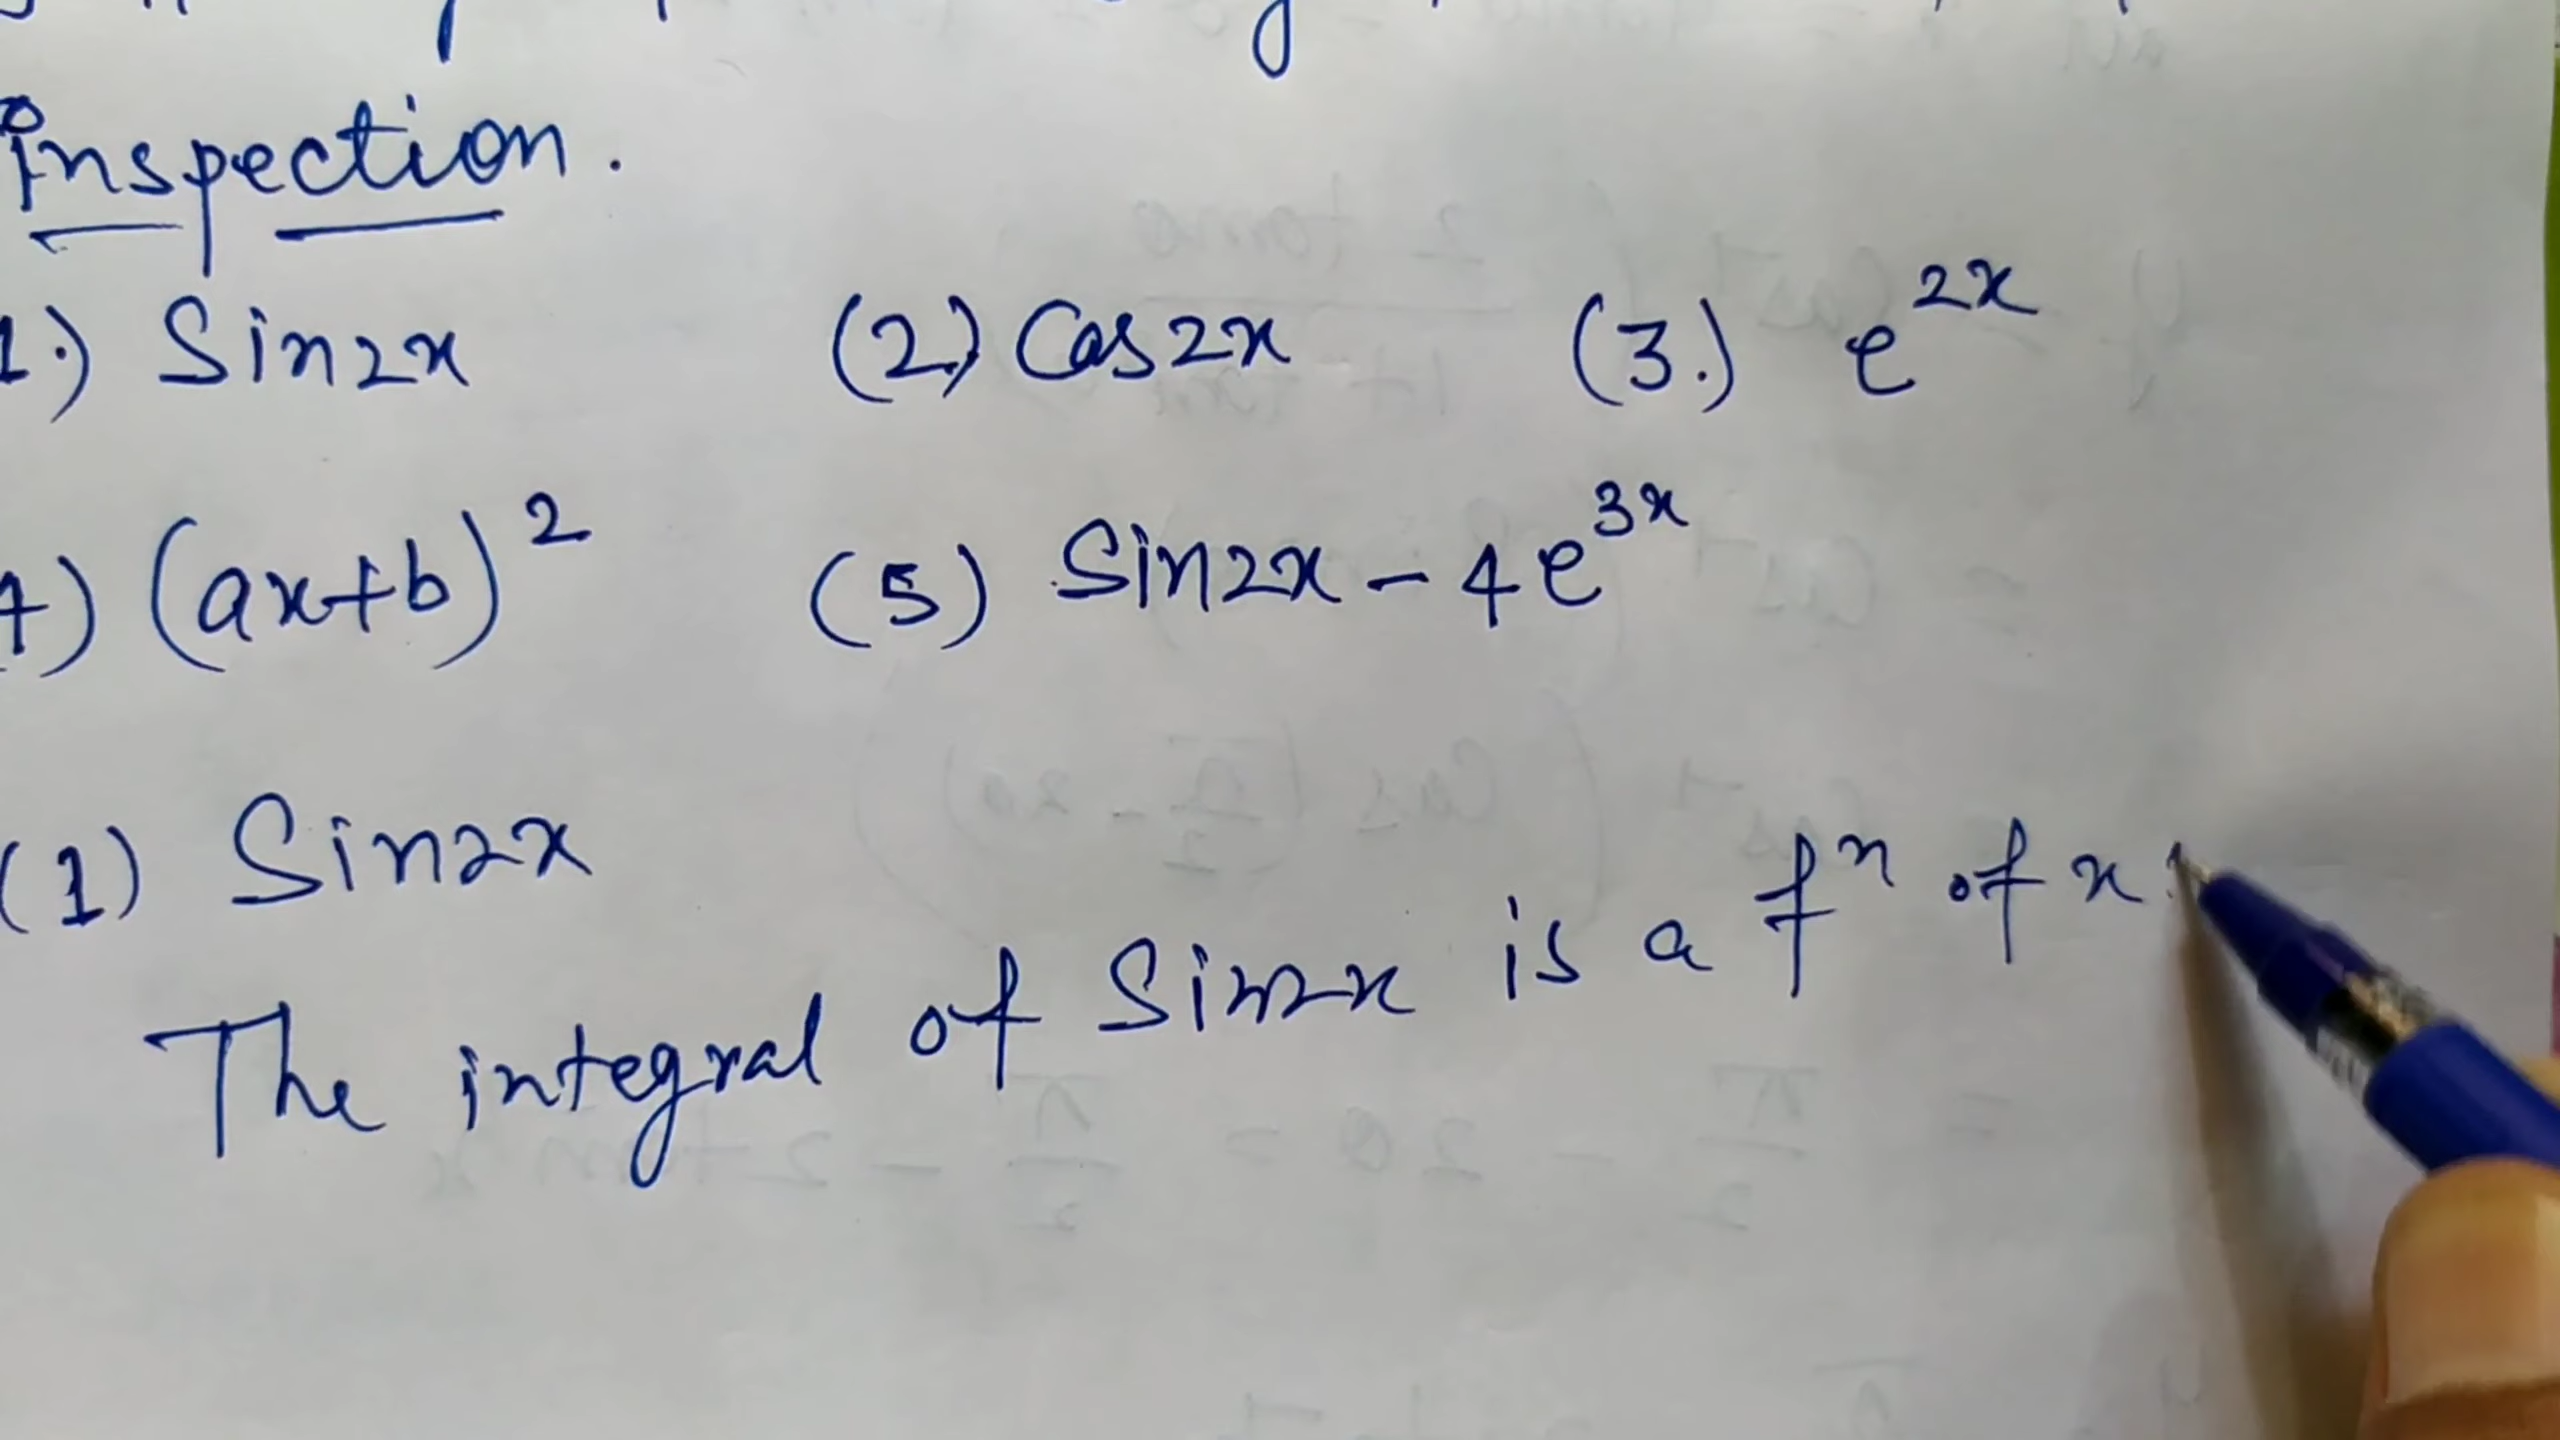 inspection.
1.) Sin2x (2.) Cos2x (3.) e^2x
4) (ax+b)^2 (5) Sin2x - 4e^3x
(1) Sin2x
The integral of Sin2x is a f^n of x